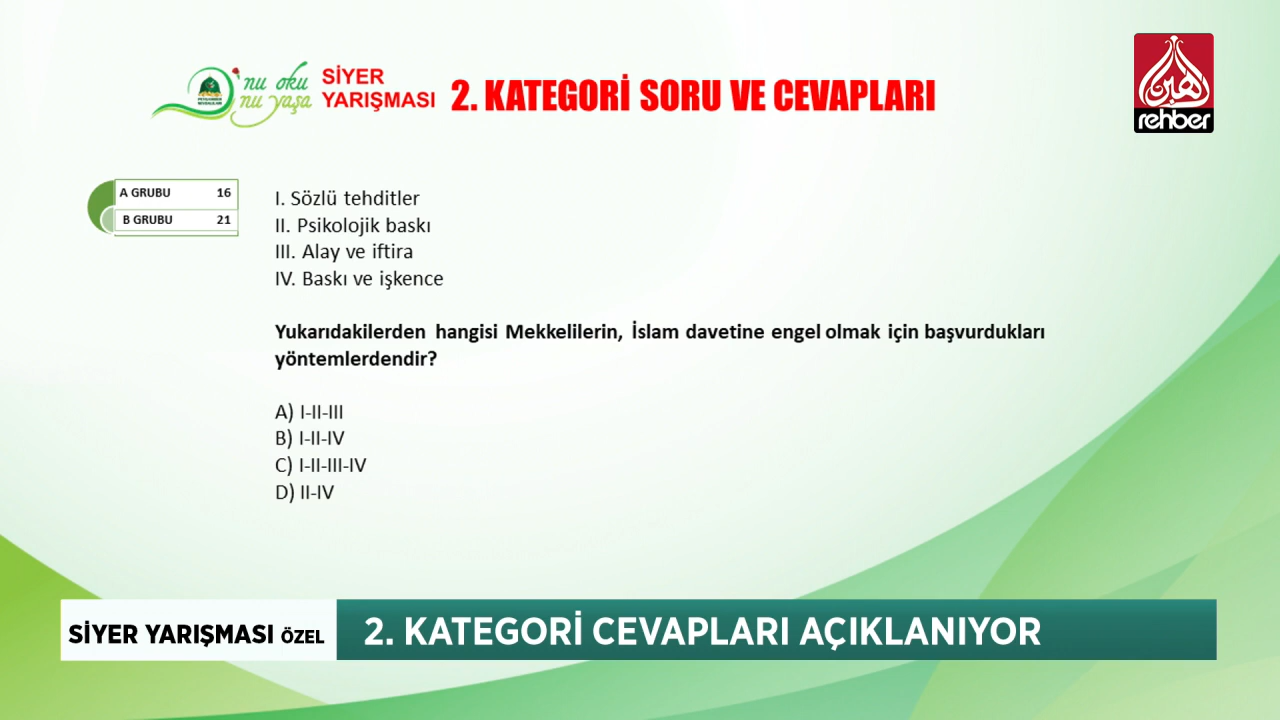 nu oku
nu yaşa
SİYER
YARIŞMASI
2. KATEGORİ SORU VE CEVAPLARI
rehber
A GRUBU 16
B GRUBU 21
I. Sözlü tehditler
II. Psikolojik baskı
III. Alay ve iftira
IV. Baskı ve işkence
Yukarıdakilerden hangisi Mekkelilerin, İslam davetine engel olmak için başvurdukları
yöntemlerdendir?
A) I-II-III
B) I-II-IV
C) I-II-III-IV
D) II-IV
SİYER YARIŞMASI ÖZEL
2. KATEGORİ CEVAPLARI AÇIKLANIYOR